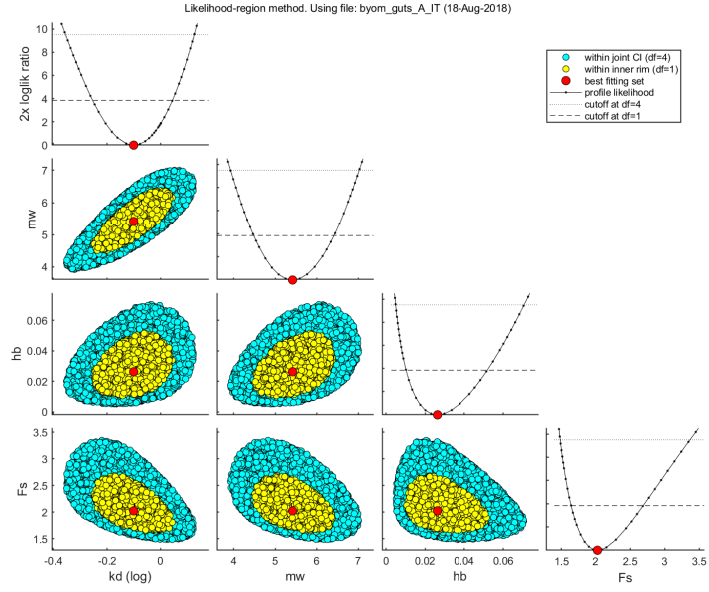 Likelihood-region method. Using file: byom_guts_A_IT (18-Aug-2018)
10
8
6
4
2
0
2x loglik ratio
within joint CI (df=4)
within inner rim (df=1)
best fitting set
profile likelihood
cutoff at df=4
cutoff at df=1
7
6
5
4
mw
0.06
0.04
0.02
0
hb
3.5
3
2.5
2
1.5
Fs
-0.4 -0.2 0
kd (log)
4 5 6 7
mw
0 0.02 0.04 0.06
hb
1.5 2 2.5 3 3.5
Fs